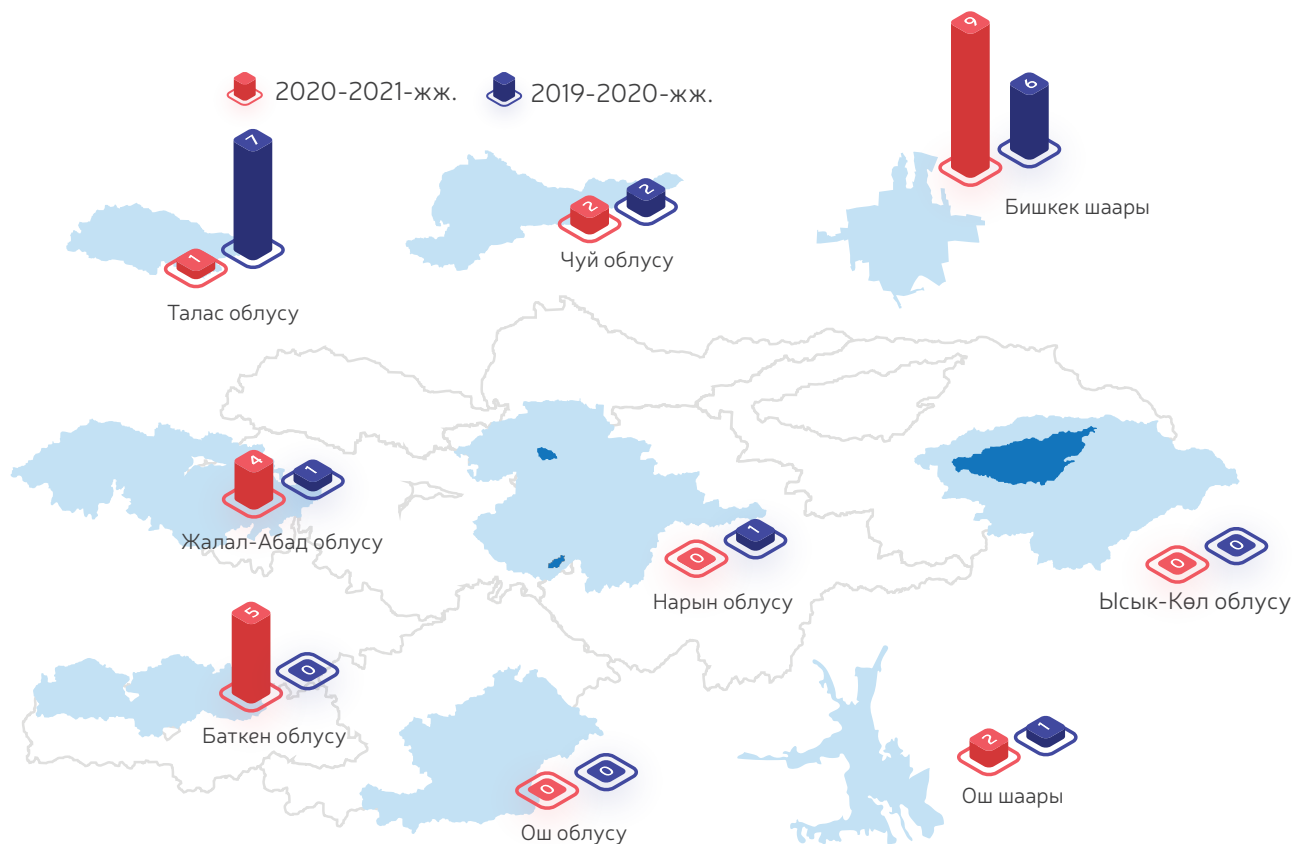 2020-2021-жж. 2019-2020-жж.
9
6
Бишкек шаары
7
1
Талас облусу
2
2
Чуй облусу
4
1
Жалал-Абад облусу
0
1
Нарын облусу
0
0
Ысык-Көл облусу
5
0
Баткен облусу
0
0
Ош облусу
2
1
Ош шаары